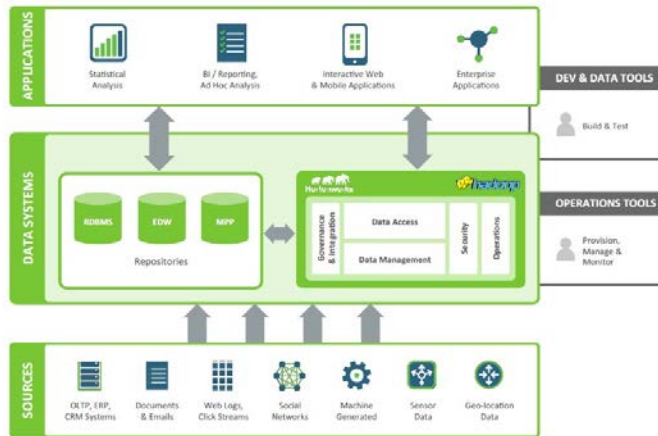 APPLICATIONS
Statistical
Analysis
BI / Reporting,
Ad Hoc Analysis
Interactive Web
& Mobile Applications
Enterprise
Applications
DEV & DATA TOOLS
Build & Test
DATA SYSTEMS
RDBMS
EDW
MPP
Repositories
Hortonworks
hadoop
Governance
& Integration
Data Access
Data Management
Security
Operations
OPERATIONS TOOLS
Provision,
Manage &
Monitor
SOURCES
OLTP, ERP,
CRM Systems
Documents
& Emails
Web Logs,
Click Streams
Social
Networks
Machine
Generated
Sensor
Data
Geo-location
Data